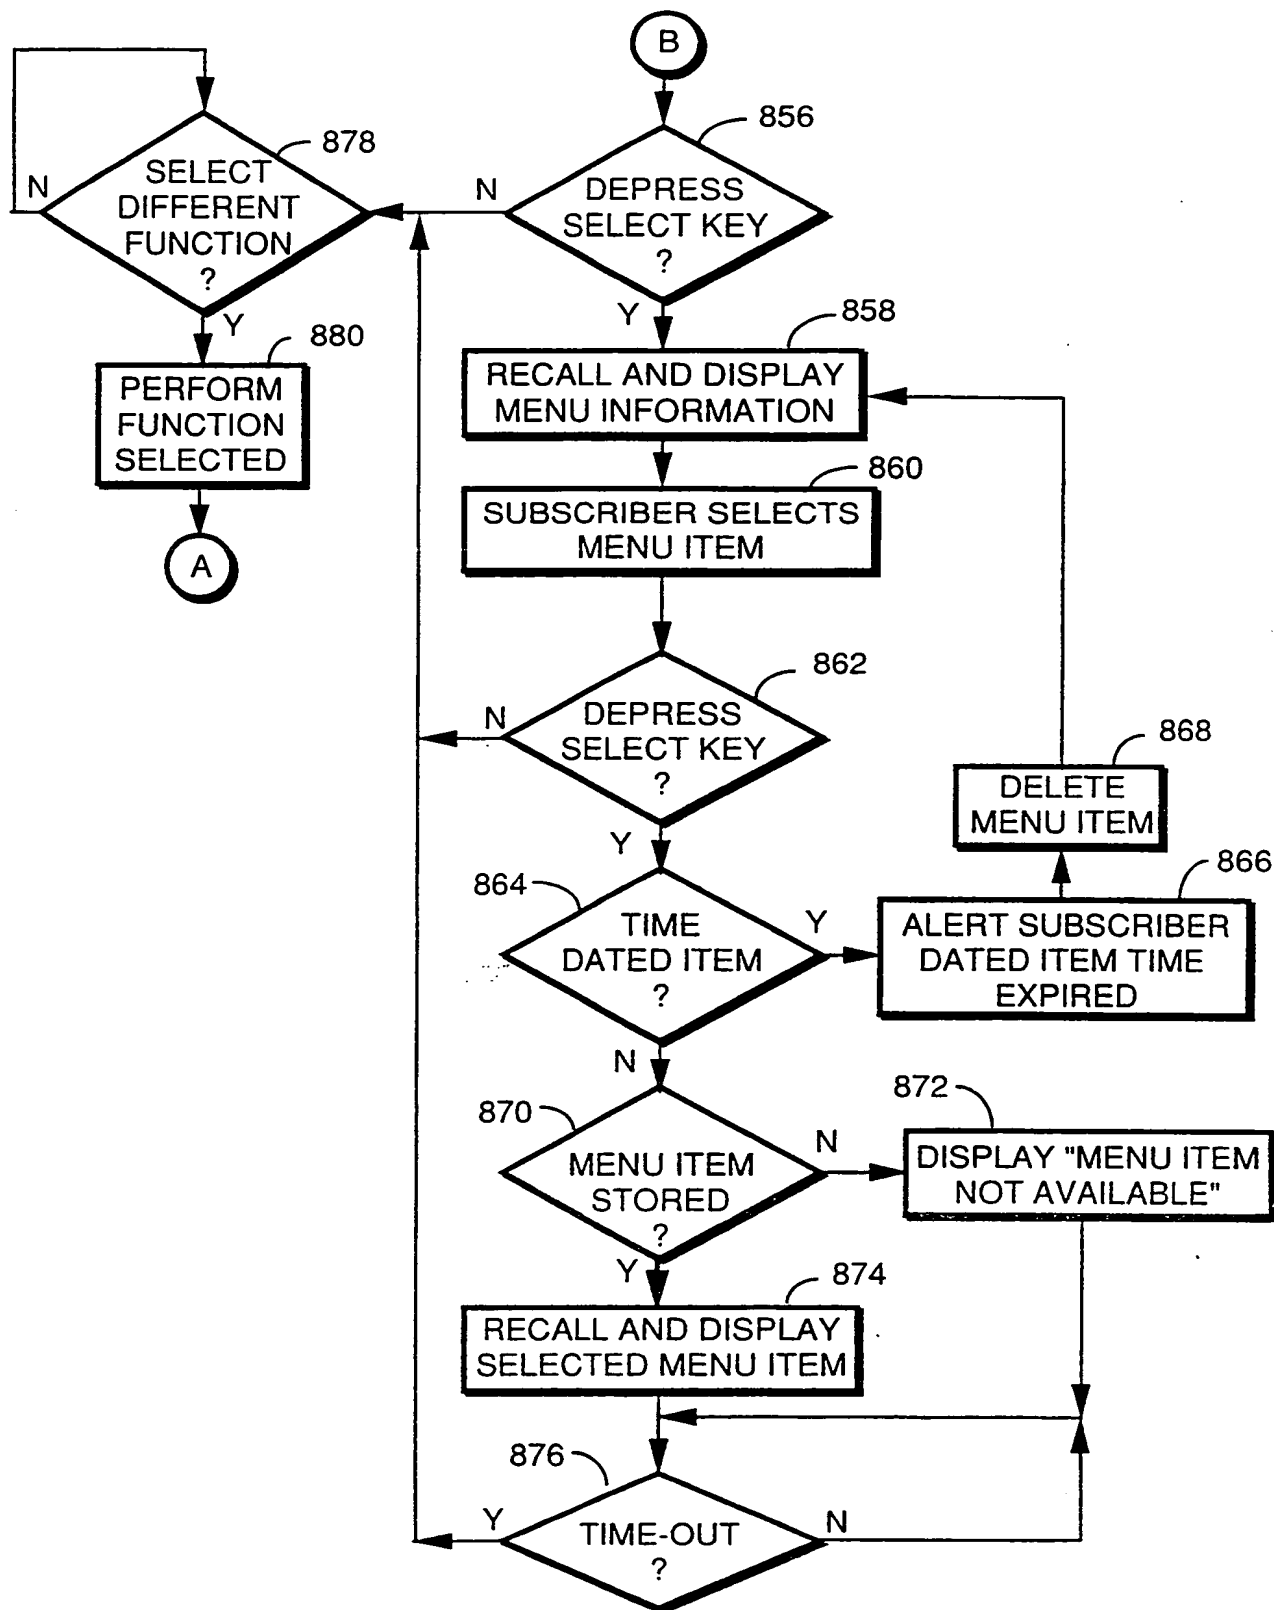 B
856
DEPRESS
SELECT KEY
?
N
Y
878
SELECT
DIFFERENT
FUNCTION
?
N
Y
880
PERFORM
FUNCTION
SELECTED
A
858
RECALL AND DISPLAY
MENU INFORMATION
860
SUBSCRIBER SELECTS
MENU ITEM
862
DEPRESS
SELECT KEY
?
N
Y
868
DELETE
MENU ITEM
864
TIME
DATED ITEM
?
Y
N
866
ALERT SUBSCRIBER
DATED ITEM TIME
EXPIRED
870
MENU ITEM
STORED
?
N
Y
872
DISPLAY "MENU ITEM
NOT AVAILABLE"
874
RECALL AND DISPLAY
SELECTED MENU ITEM
876
TIME-OUT
?
Y
N